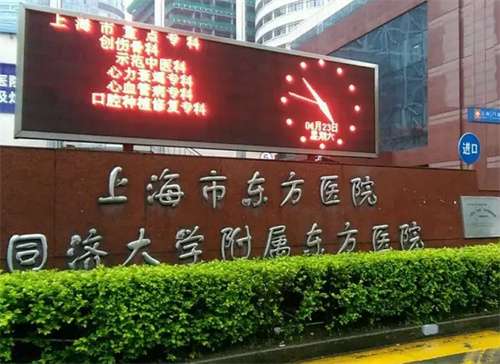 上海市重点专科
创伤骨科
示范中医科
心力衰竭专科
心血管病专科
口腔种植修复专科
04月23日
星期六
进口
上海市东方医院
同济大学附属东方医院